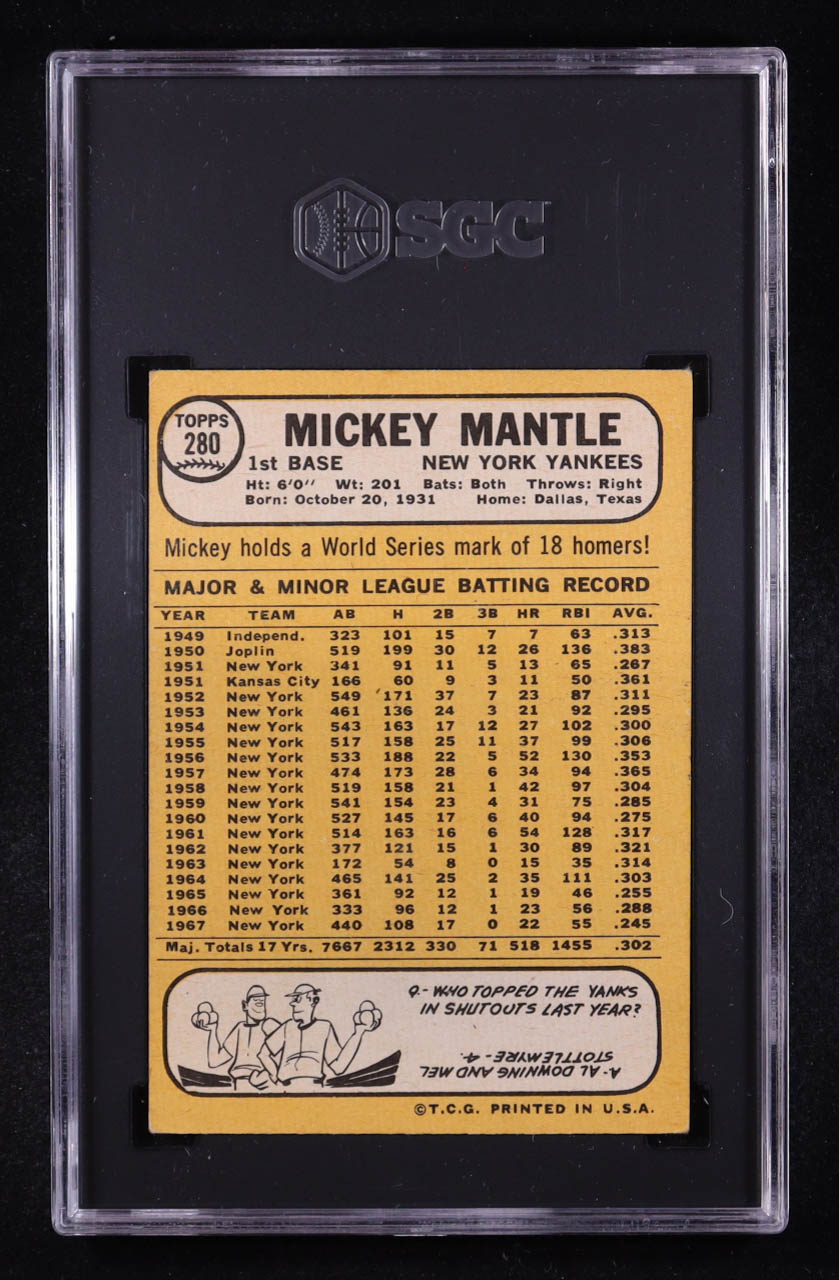 SGC
TOPPS
280
MICKEY MANTLE
1st BASE NEW YORK YANKEES
Ht: 6'0" Wt: 201 Bats: Both Throws: Right
Born: October 20, 1931 Home: Dallas, Texas
Mickey holds a World Series mark of 18 homers!
MAJOR & MINOR LEAGUE BATTING RECORD
YEAR TEAM AB H 2B 3B HR RBI AVG.
1949 Independ. 323 101 15 7 7 63 .313
1950 Joplin 519 199 30 12 26 136 .383
1951 New York 341 91 11 5 13 65 .267
1951 Kansas City 166 60 9 3 11 50 .361
1952 New York 549 171 37 7 23 87 .311
1953 New York 461 136 24 3 21 92 .295
1954 New York 543 163 17 12 27 102 .300
1955 New York 517 158 25 11 37 99 .306
1956 New York 533 188 22 5 52 130 .353
1957 New York 474 173 28 6 34 94 .365
1958 New York 519 158 21 1 42 97 .304
1959 New York 541 154 23 4 31 75 .285
1960 New York 527 145 17 6 40 94 .275
1961 New York 514 163 16 6 54 128 .317
1962 New York 377 121 15 1 30 89 .321
1963 New York 172 54 8 0 15 35 .314
1964 New York 465 141 25 2 35 111 .303
1965 New York 361 92 12 1 19 46 .255
1966 New York 333 96 12 1 23 56 .288
1967 New York 440 108 17 0 22 55 .245
Maj. Totals 17 Yrs. 7667 2312 330 71 518 1455 .302
Q- WHO TOPPED THE YANKS
IN SHUTOUTS LAST YEAR?
A- AL DOWNING AND MEL
STOTTLEMYRE - 4.
©T.C.G. PRINTED IN U.S.A.